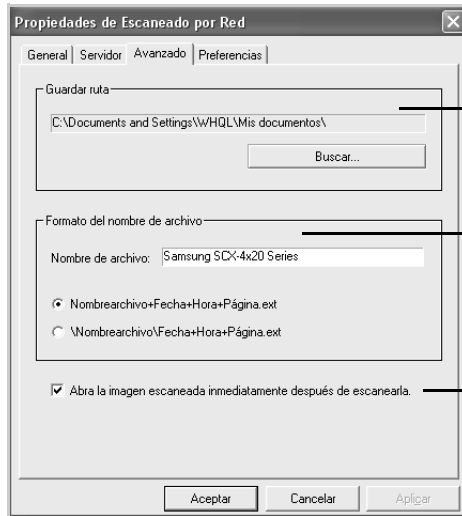 Propiedades de Escaneado por Red
General Servidor Avanzado Preferencias
Guardar ruta
C:\Documents and Settings\WHQL\Mis documentos\
Buscar...
Formato del nombre de archivo
Nombre de archivo: Samsung SCX-4x20 Series
Nombrearchivo+Fecha+Hora+Página.ext
\Nombrearchivo\Fecha+Hora+Página.ext
Abra la imagen escaneada inmediatamente después de escanearla.
Aceptar Cancelar Aplicar